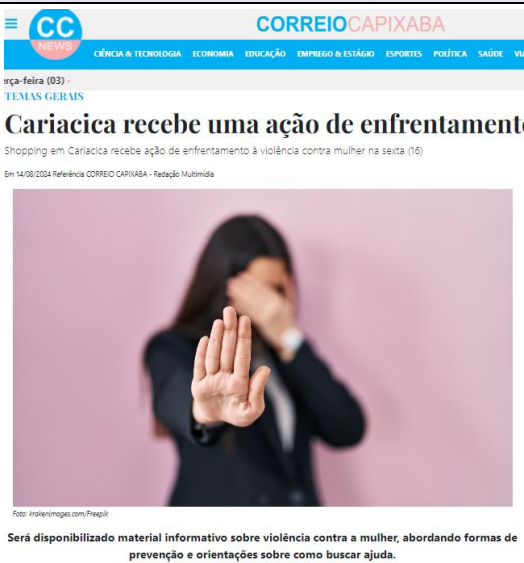 CC
NEWS
CORREIOCAPIXABA
CIÊNCIA & TECNOLOGIA ECONOMIA EDUCAÇÃO EMPREGO & ESTÁGIO ESPORTES POLÍTICA SAÚDE VIA
erça-feira (03) -
TEMAS GERAIS
Cariacica recebe uma ação de enfrentamento
Shopping em Cariacica recebe ação de enfrentamento à violência contra mulher na sexta (16)
Em 14/08/2024 Referência CORREIO CAPIXABA - Redação Multimídia
Foto: krakenimages.com/Freepik
Será disponibilizado material informativo sobre violência contra a mulher, abordando formas de
prevenção e orientações sobre como buscar ajuda.